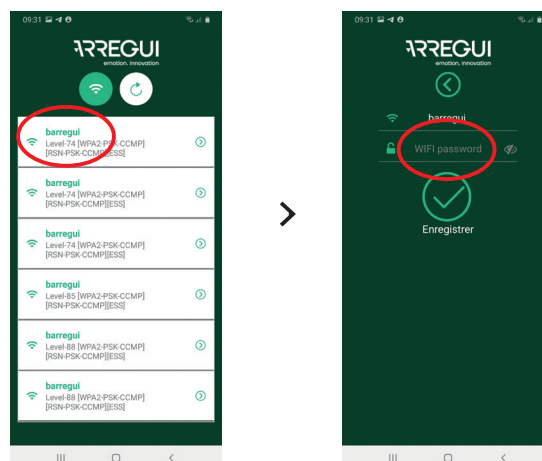 09:31
ARREGUI
emotion. innovation
barregui
Level-74 [WPA2-PSK-CCMP]
[RSN-PSK-CCMP][ESS]
barregui
Level-74 [WPA2-PSK-CCMP]
[RSN-PSK-CCMP][ESS]
barregui
Level-74 [WPA2-PSK-CCMP]
[RSN-PSK-CCMP][ESS]
barregui
Level-85 [WPA2-PSK-CCMP]
[RSN-PSK-CCMP][ESS]
barregui
Level-88 [WPA2-PSK-CCMP]
[RSN-PSK-CCMP][ESS]
barregui
Level-88 [WPA2-PSK-CCMP]
[RSN-PSK-CCMP][ESS]
09:31
ARREGUI
emotion. innovation
barregui
WIFI password
Enregistrer